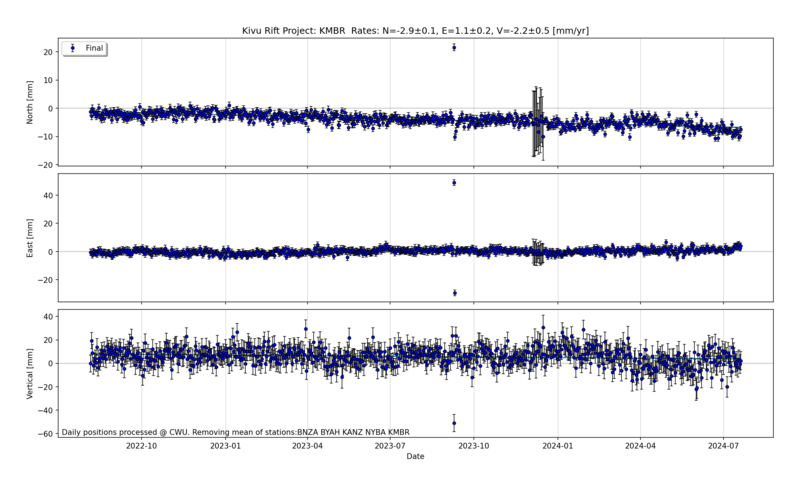 Kivu Rift Project: KMBR Rates: N=-2.9±0.1, E=1.1±0.2, V=-2.2±0.5 [mm/yr]
Final
North [mm]
20
10
0
−10
−20
East [mm]
40
20
0
−20
Vertical [mm]
40
20
0
−20
−40
−60
Daily positions processed @ CWU. Removing mean of stations:BNZA BYAH KANZ NYBA KMBR
2022-10 2023-01 2023-04 2023-07 2023-10 2024-01 2024-04 2024-07
Date